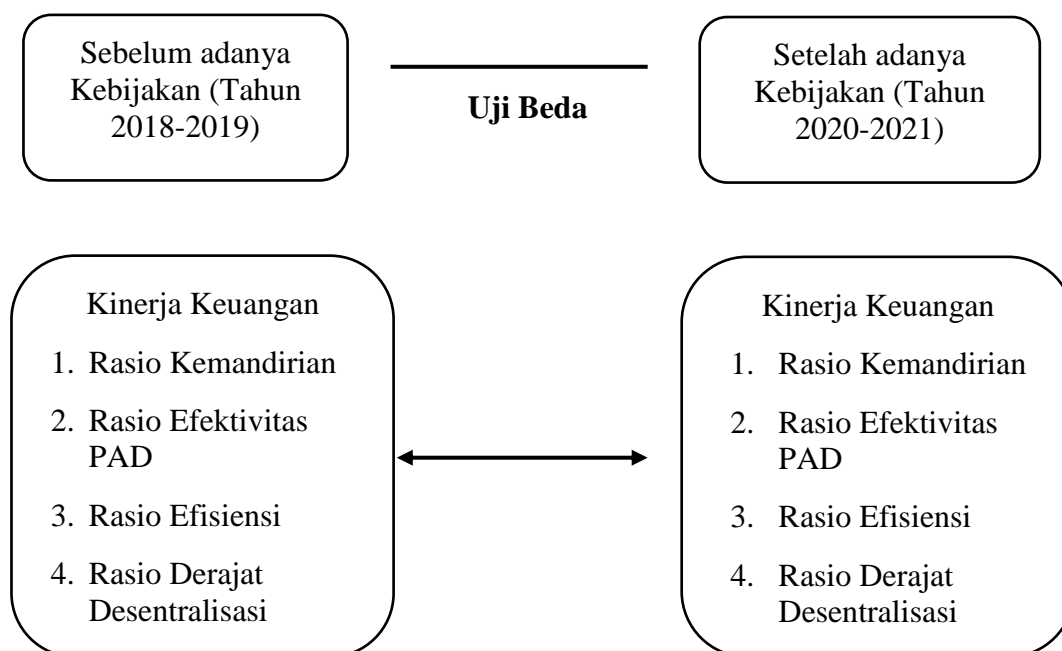 Sebelum adanya
Kebijakan (Tahun
2018-2019)
Uji Beda
Setelah adanya
Kebijakan (Tahun
2020-2021)
Kinerja Keuangan
1. Rasio Kemandirian
2. Rasio Efektivitas
PAD
3. Rasio Efisiensi
4. Rasio Derajat
Desentralisasi
Kinerja Keuangan
1. Rasio Kemandirian
2. Rasio Efektivitas
PAD
3. Rasio Efisiensi
4. Rasio Derajat
Desentralisasi